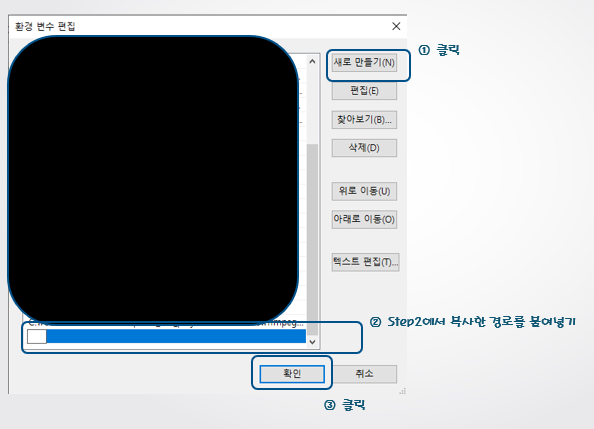 환경 변수 편집
새로 만들기(N)
① 클릭
편집(E)
찾아보기(B)...
삭제(D)
위로 이동(U)
아래로 이동(O)
텍스트 편집(T)...
② Step2에서 복사한 경로를 붙여넣기
확인
취소
③ 클릭